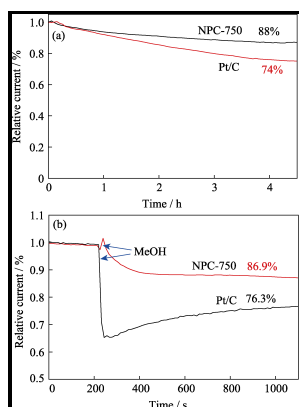 (a)
NPC-750 88%
Pt/C 74%
Relative current / %
1.0
0.8
0.6
0.4
0.2
0
0 1 2 3 4
Time / h
(b)
MeOH
NPC-750 86.9%
Pt/C 76.3%
Relative current / %
1.1
1.0
0.9
0.8
0.7
0.6
0.5
0 200 400 600 800 1000
Time / s